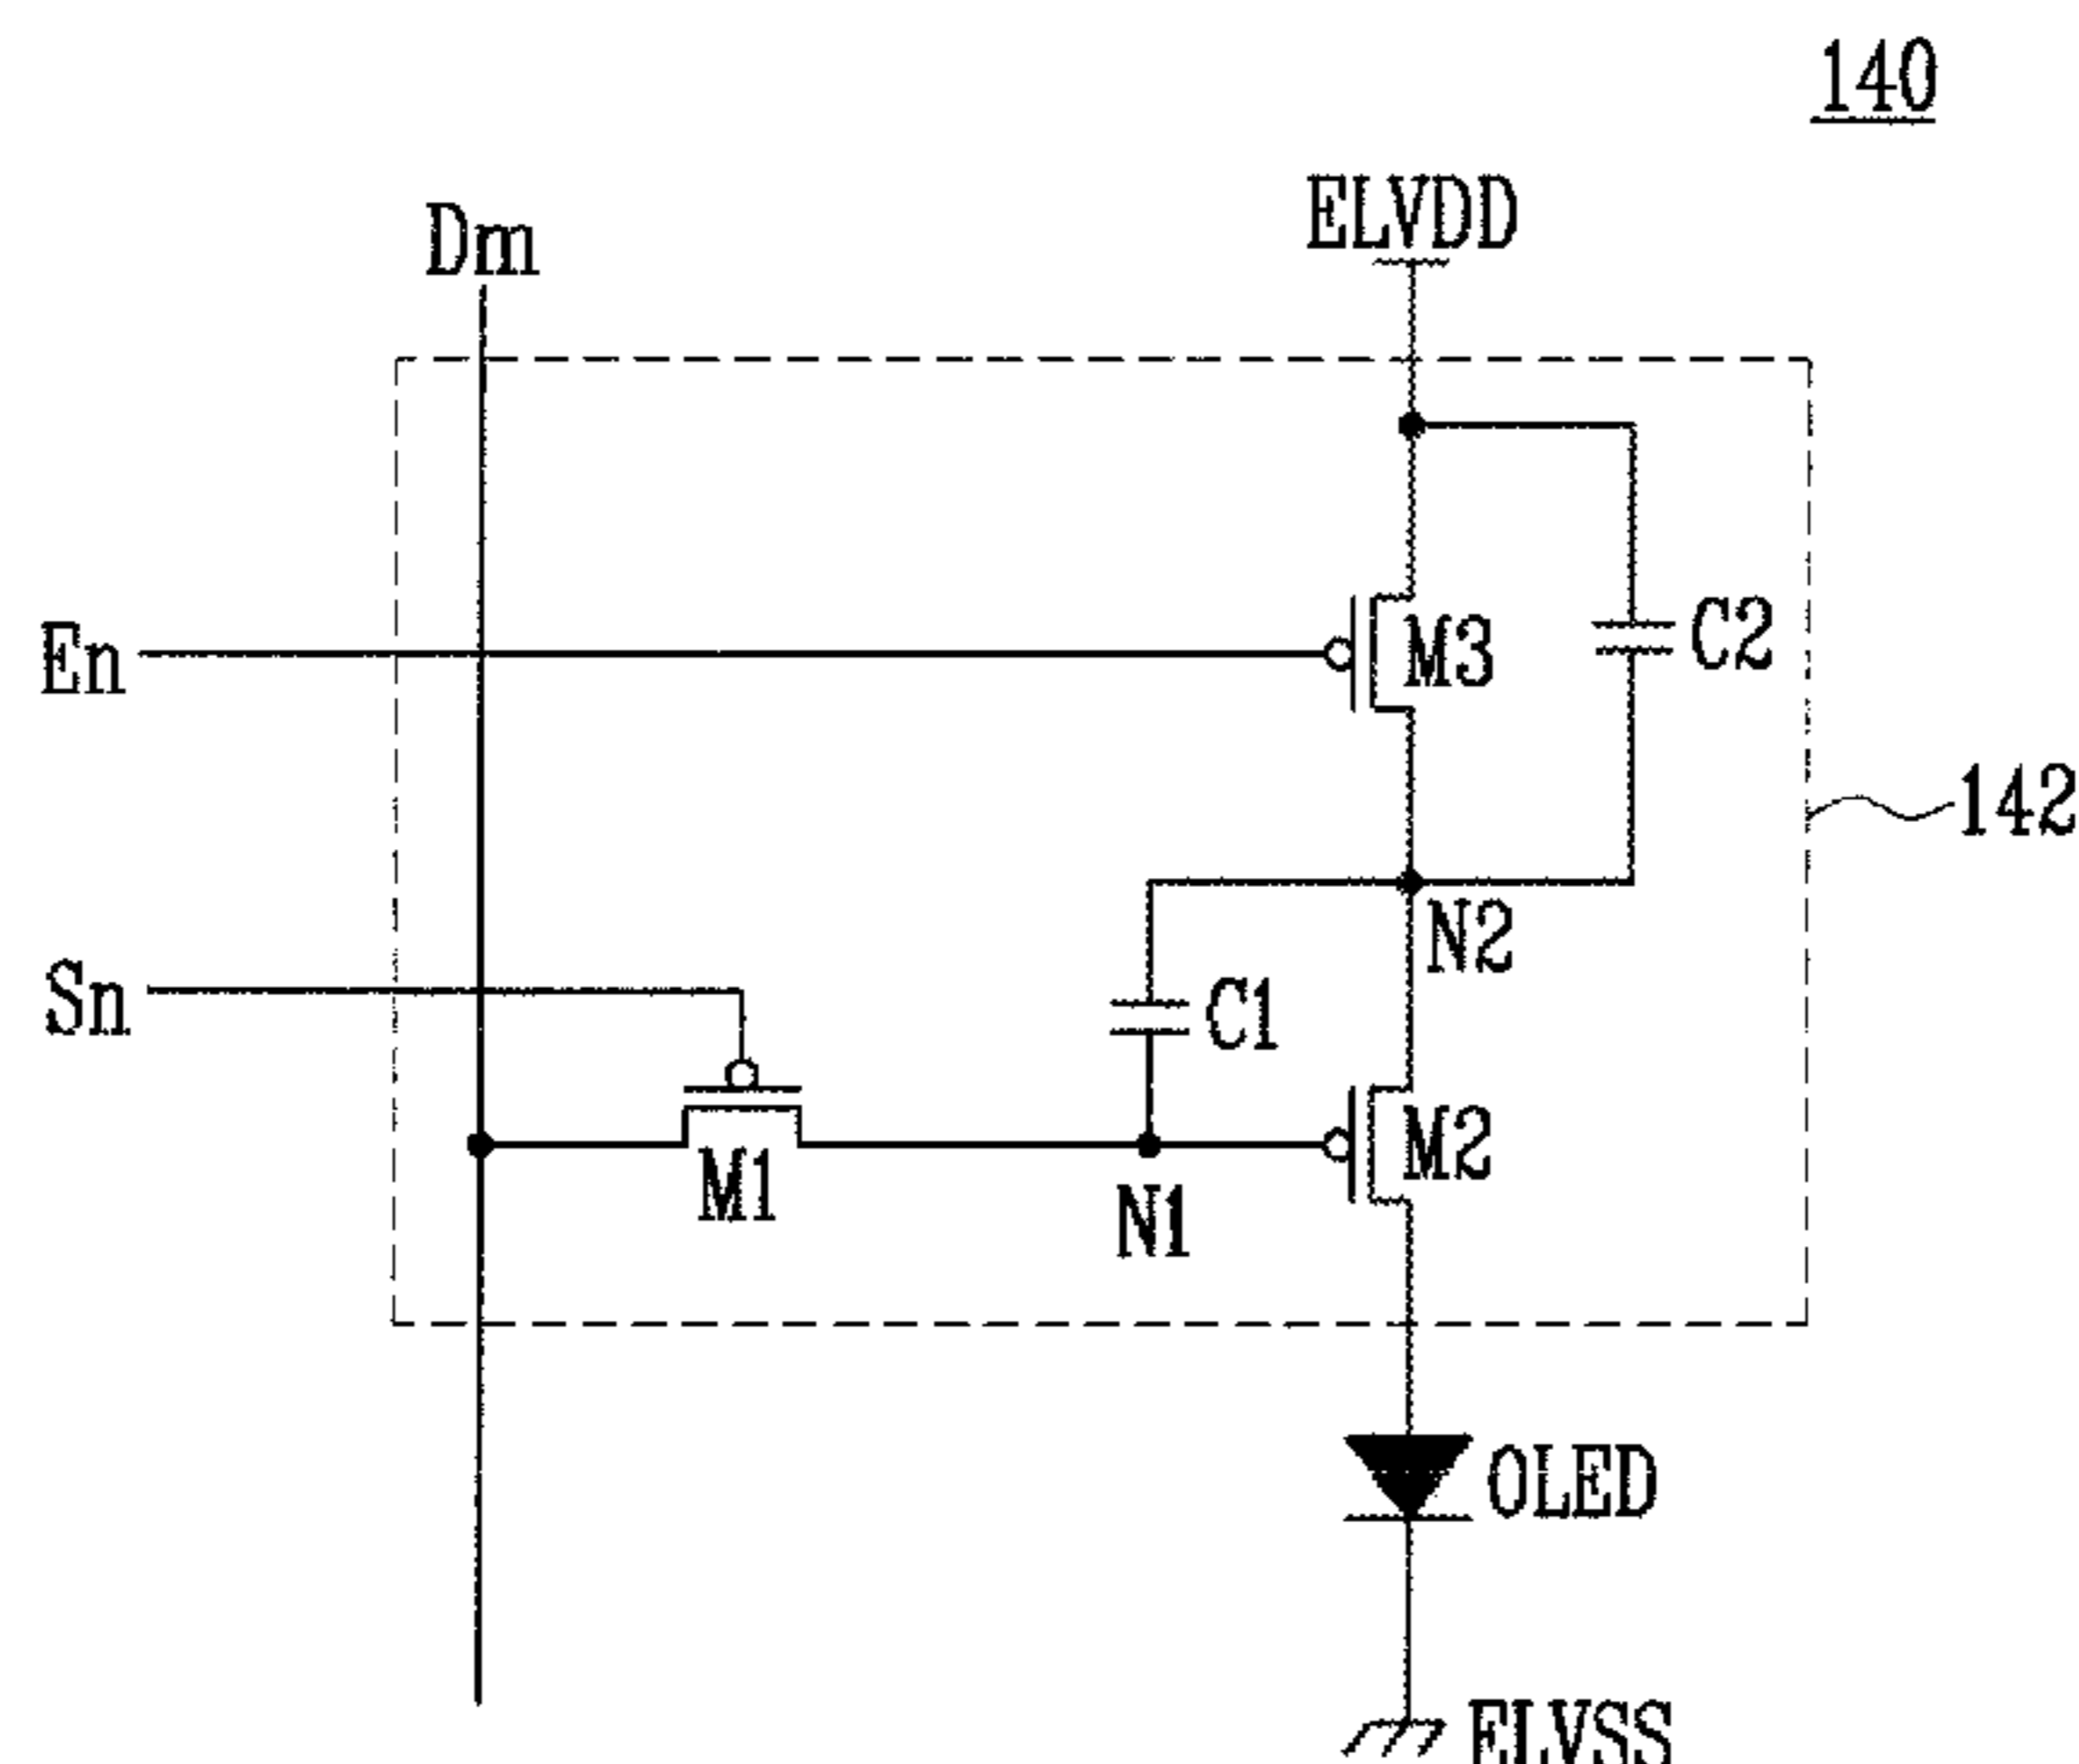 140
ELVDD
Dm
En
M3
C2
142
N2
Sn
C1
M1
M2
N1
OLED
ELVSS